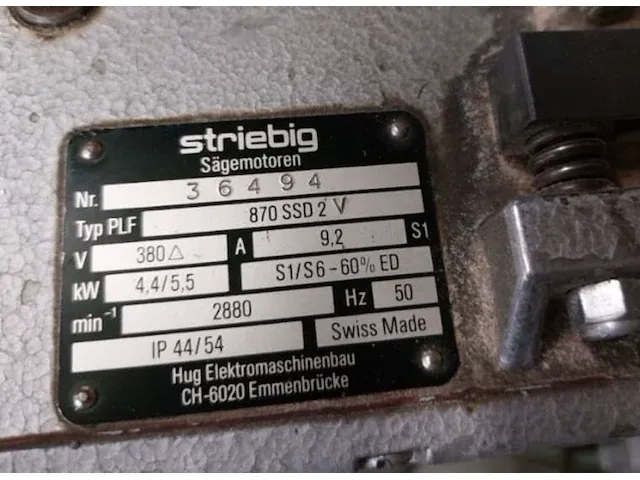 striebig
Sägemotoren
Nr. 36494
Typ PLF 870 SSD 2 V
V 380△ A 9,2 S1
kW 4,4/5,5 S1/S6-60% ED
min⁻¹ 2880 Hz 50
IP 44/54 Swiss Made
Hug Elektromaschinenbau
CH-6020 Emmenbrücke